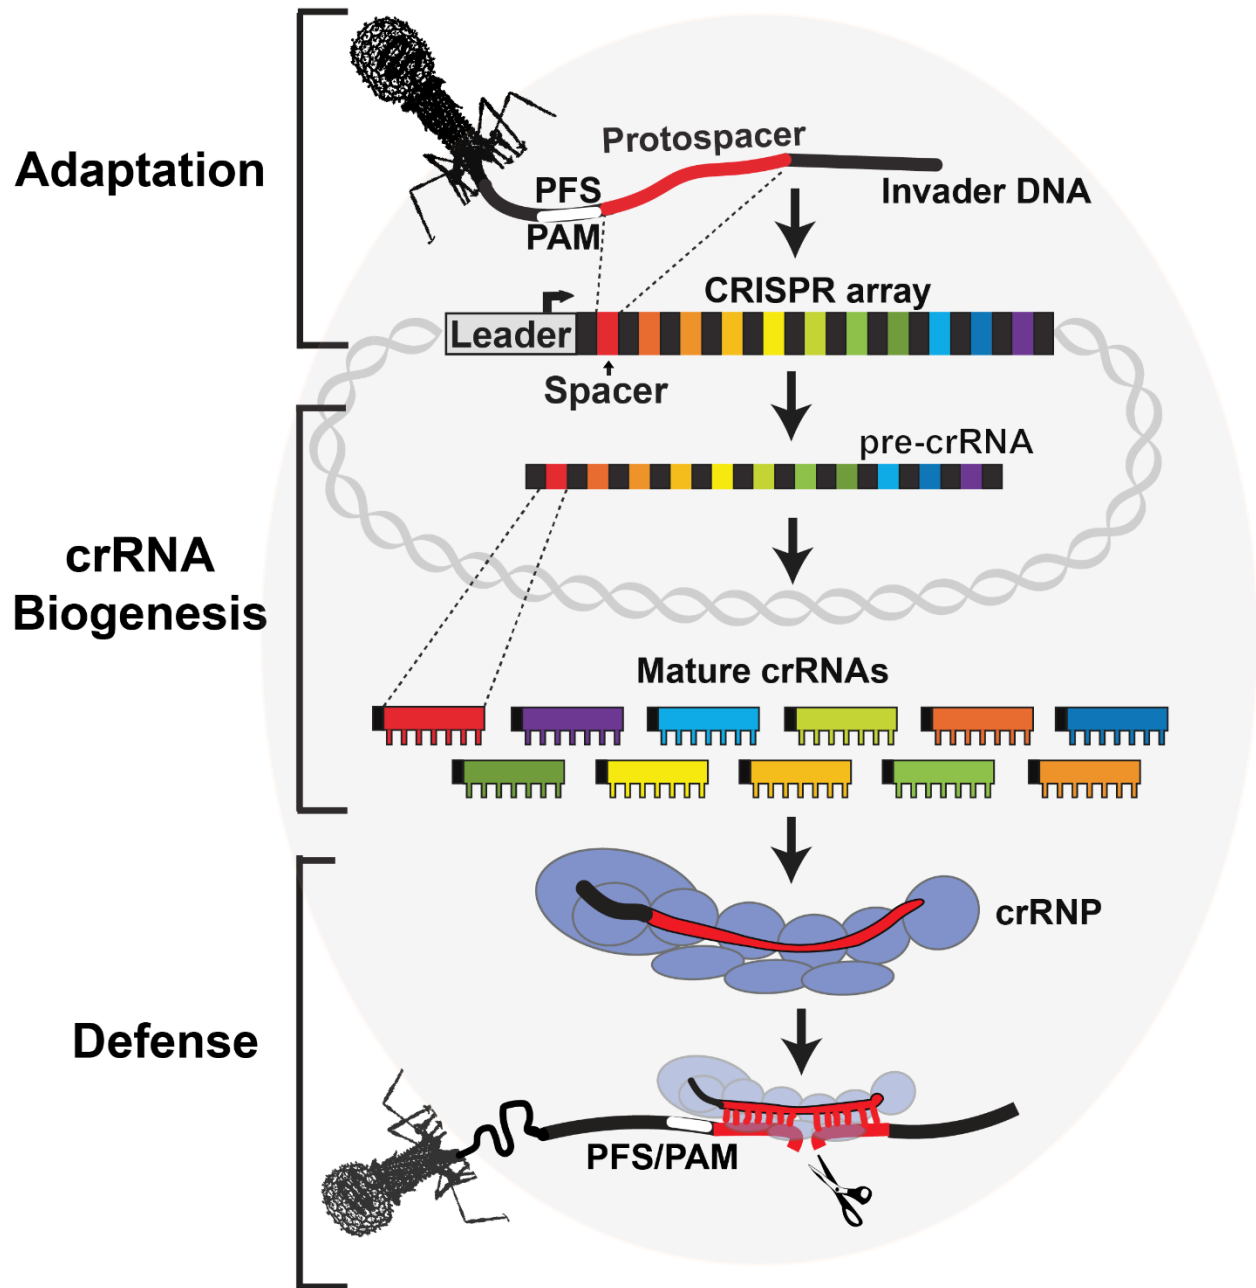 Adaptation
Protospacer
PFS
PAM
Invader DNA
CRISPR array
Leader
Spacer
pre-crRNA
crRNA
Biogenesis
Mature crRNAs
crRNP
Defense
PFS/PAM